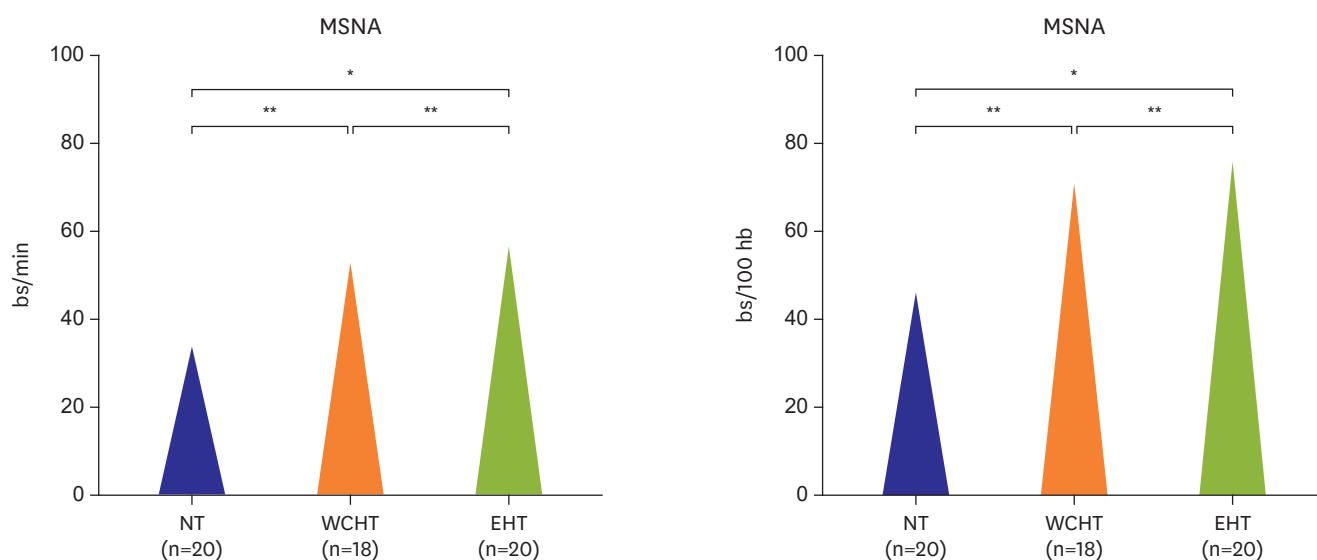 MSNA
100
80
60
40
20
0
bs/min
*
**
**
NT
(n=20)
WCHT
(n=18)
EHT
(n=20)
MSNA
100
80
60
40
20
0
bs/100 hb
*
**
**
NT
(n=20)
WCHT
(n=18)
EHT
(n=20)